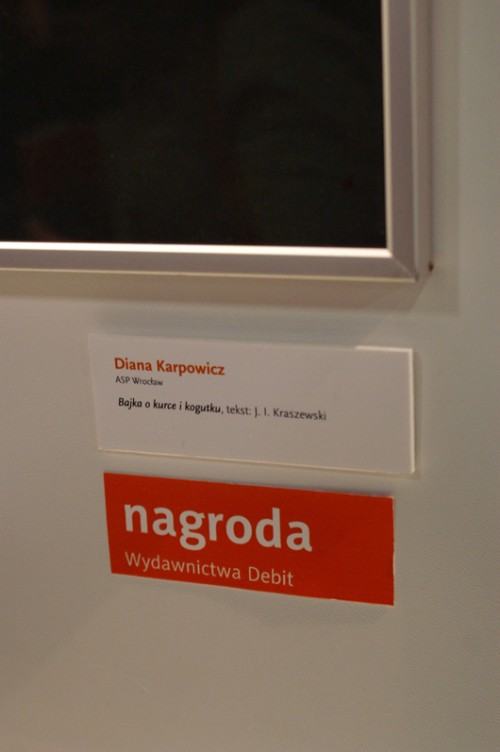 Diana Karpowicz
ASP Wrocław
Bajka o kurce i kogutku, tekst: J. I. Kraszewski
nagroda
Wydawnictwa Debit